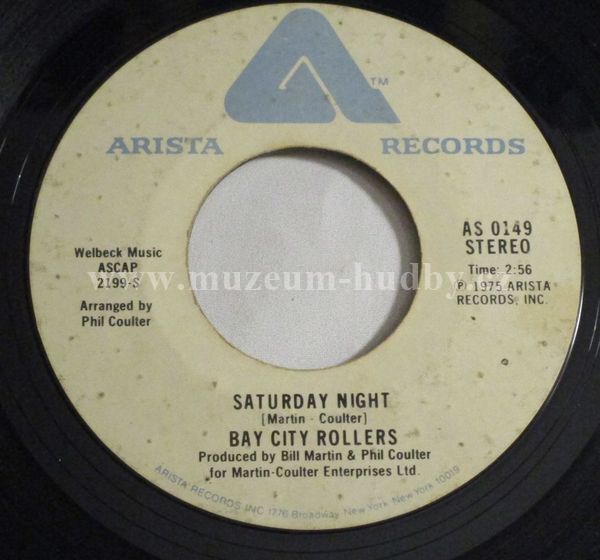 TM
ARISTA RECORDS
Welbeck Music
ASCAP
2199-S
Arranged by
Phil Coulter
AS 0149
STEREO
Time: 2:56
℗ 1975 ARISTA
RECORDS, INC.
www.muzeum-hudby.cz
SATURDAY NIGHT
[Martin - Coulter]
BAY CITY ROLLERS
Produced by Bill Martin & Phil Coulter
for Martin-Coulter Enterprises Ltd.
ARISTA RECORDS INC 1776 Broadway New York New York 10019